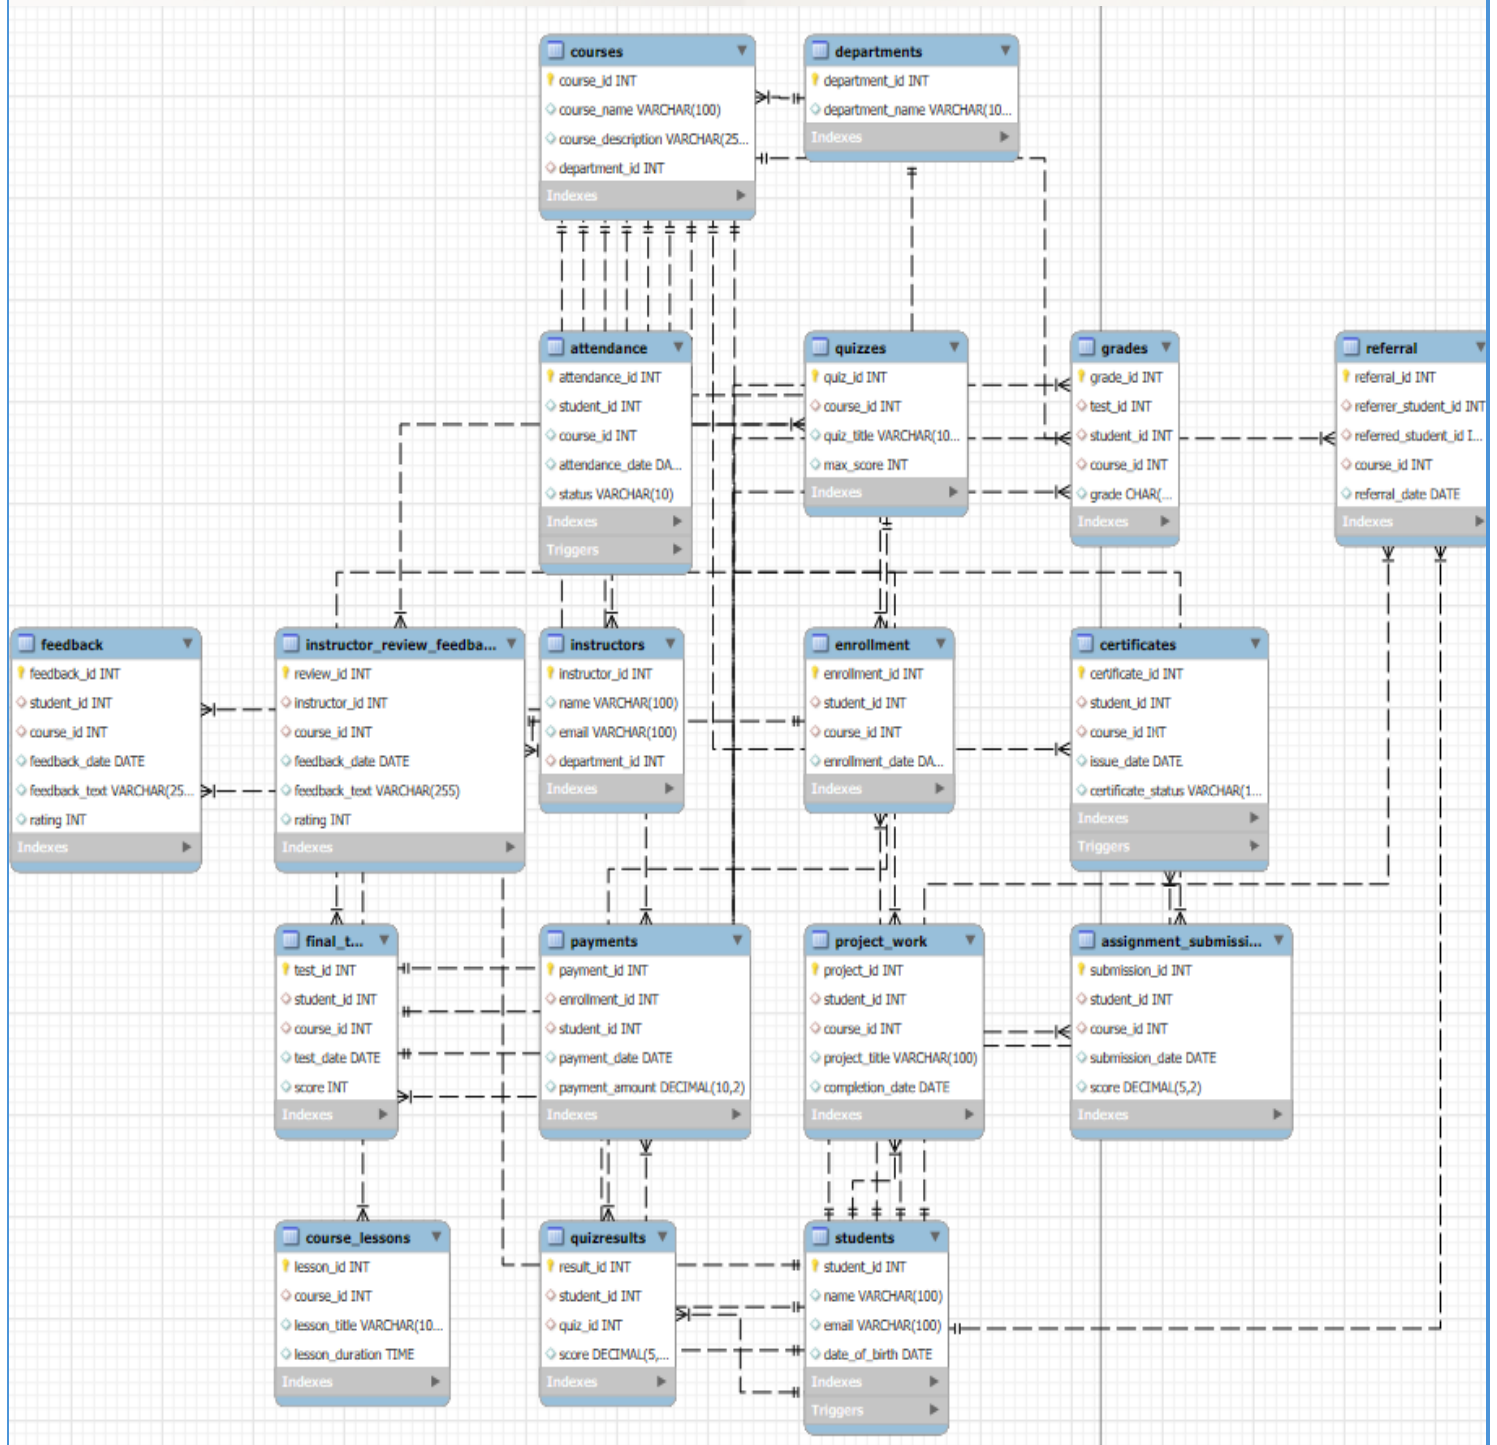 courses
course_id INT
course_name VARCHAR(100)
course_description VARCHAR(25...
department_id INT
Indexes
departments
department_id INT
department_name VARCHAR(10...
Indexes
attendance
attendance_id INT
student_id INT
course_id INT
attendance_date DA...
status VARCHAR(10)
Indexes
Triggers
quizzes
quiz_id INT
course_id INT
quiz_title VARCHAR(10...
max_score INT
Indexes
grades
grade_id INT
test_id INT
student_id INT
course_id INT
grade CHAR(...
Indexes
referral
referral_id INT
referrer_student_id INT
referred_student_id I...
course_id INT
referral_date DATE
Indexes
feedback
feedback_id INT
student_id INT
course_id INT
feedback_date DATE
feedback_text VARCHAR(25...
rating INT
Indexes
instructor_review_feedba...
review_id INT
instructor_id INT
course_id INT
feedback_date DATE
feedback_text VARCHAR(255)
rating INT
Indexes
instructors
instructor_id INT
name VARCHAR(100)
email VARCHAR(100)
department_id INT
Indexes
enrollment
enrollment_id INT
student_id INT
course_id INT
enrollment_date DA...
Indexes
certificates
certificate_id INT
student_id INT
course_id INT
issue_date DATE
certificate_status VARCHAR(1...
Indexes
Triggers
final_t...
test_id INT
student_id INT
course_id INT
test_date DATE
score INT
Indexes
payments
payment_id INT
enrollment_id INT
student_id INT
payment_date DATE
payment_amount DECIMAL(10,2)
Indexes
project_work
project_id INT
student_id INT
course_id INT
project_title VARCHAR(100)
completion_date DATE
Indexes
assignment_submissi...
submission_id INT
student_id INT
course_id INT
submission_date DATE
score DECIMAL(5,2)
Indexes
course_lessons
lesson_id INT
course_id INT
lesson_title VARCHAR(10...
lesson_duration TIME
Indexes
quizresults
result_id INT
student_id INT
quiz_id INT
score DECIMAL(5,...
Indexes
students
student_id INT
name VARCHAR(100)
email VARCHAR(100)
date_of_birth DATE
Indexes
Triggers